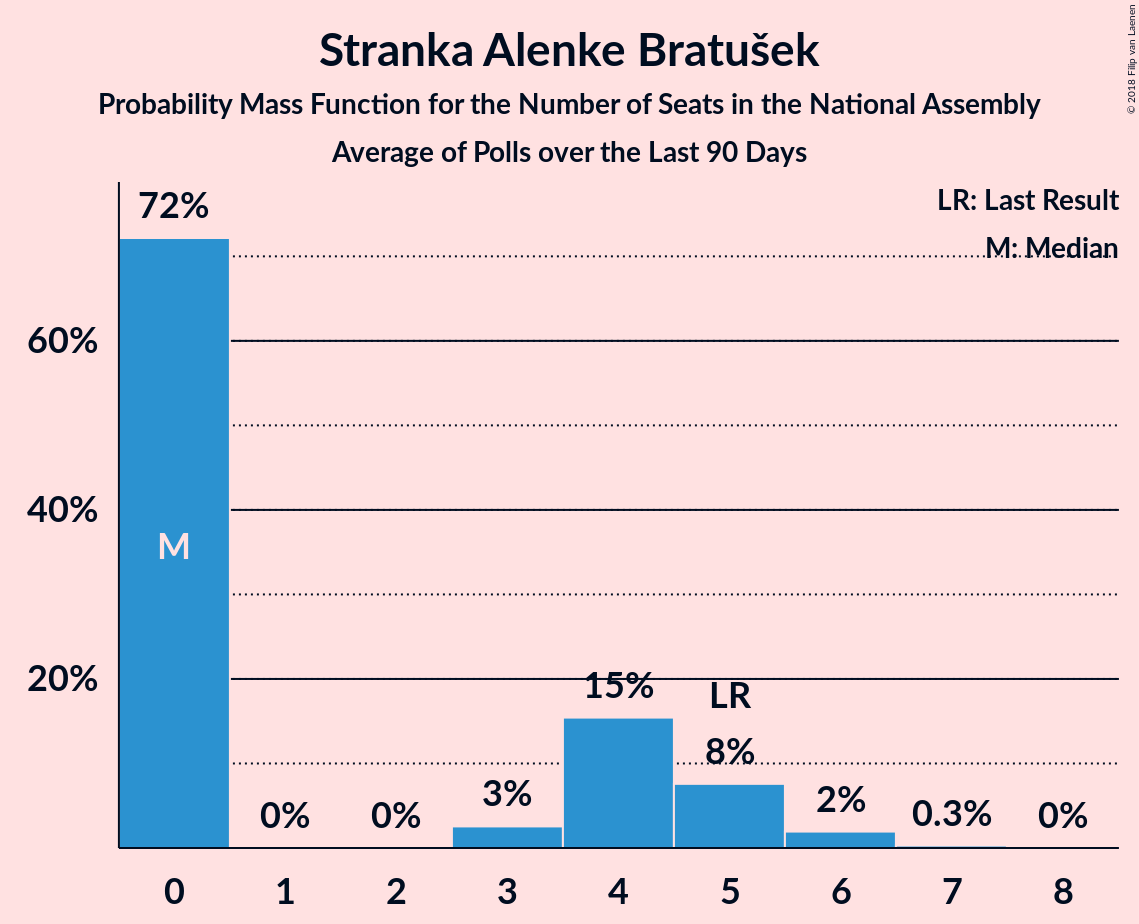 Stranka Alenke Bratušek
Probability Mass Function for the Number of Seats in the National Assembly
Average of Polls over the Last 90 Days
© 2018 Filip van Laenen
LR: Last Result
M: Median
72%
60%
40%
20%
M
0%
0%
3%
15%
LR
8%
2%
0.3%
0%
0 1 2 3 4 5 6 7 8